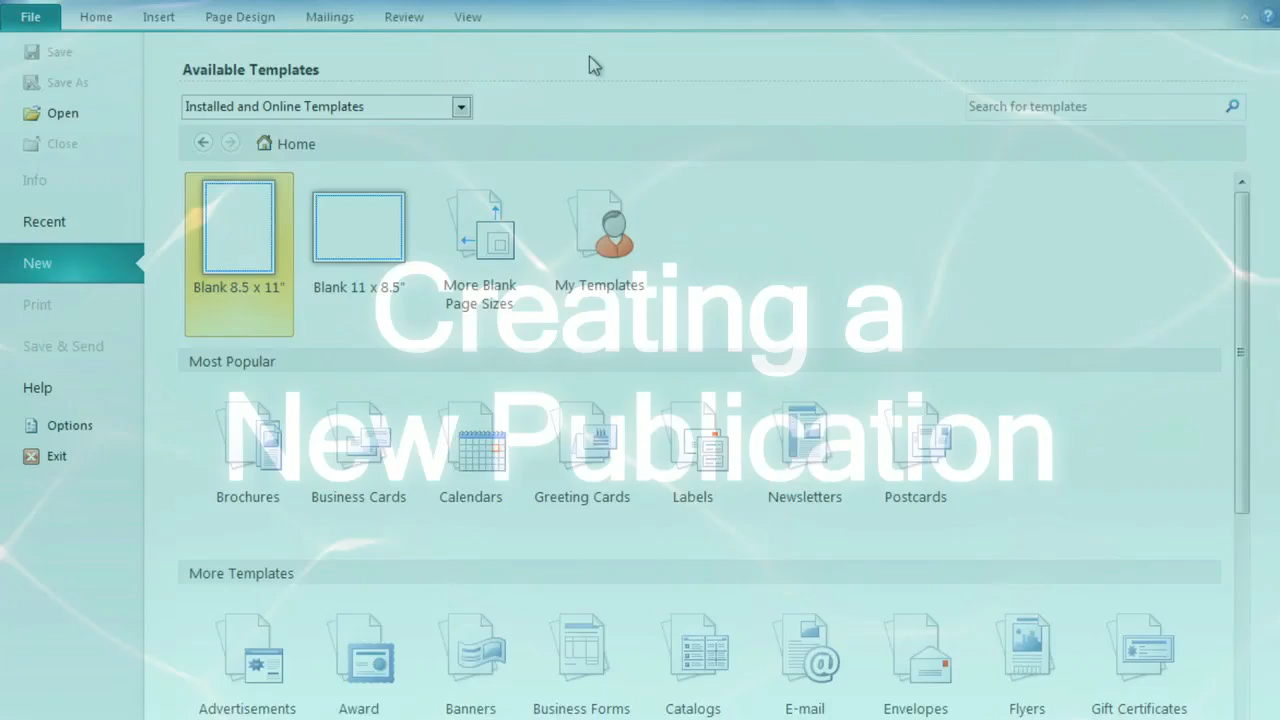 File Home Insert Page Design Mailings Review View
Save
Save As
Open
Close
Info
Recent
New
Print
Save & Send
Help
Options
Exit
Available Templates
Installed and Online Templates
Search for templates
Home
Blank 8.5 x 11"
Blank 11 x 8.5"
More Blank
Page Sizes
My Templates
Creating a
New Publication
Most Popular
Brochures Business Cards Calendars Greeting Cards Labels Newsletters Postcards
More Templates
Advertisements Award Banners Business Forms Catalogs E-mail Envelopes Flyers Gift Certificates